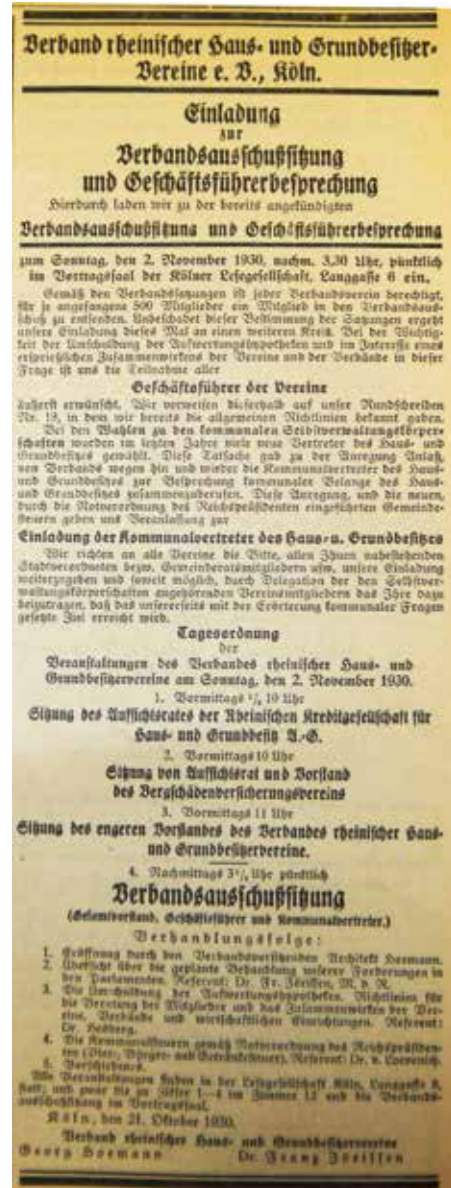 Verband rheinischer Haus- und Grundbesitzer-
Vereine e. V., Köln.
Einladung
zur
Verbandsausschußsitzung
und Geschäftsführerbesprechung
Hierdurch laden wir zu der bereits angekündigten
Verbandsausschußsitzung und Geschäftsführerbesprechung
zum Sonntag, den 2. November 1930, nachm. 3,30 Uhr, pünktlich
im Vortragsaal der Kölner Lesegesellschaft, Langgasse 6 ein.
Gemäß den Verbandssatzungen ist jeder Verbandsverein berechtigt,
für je angefangene 500 Mitglieder ein Mitglied in den Verbandsaus-
schuß zu entsenden. Unbeschadet dieser Bestimmung der Satzungen ergeht
unsere Einladung dieses Mal an einen weiteren Kreis. Bei der Wichtig-
keit der Umschuldung der Aufwertungshypotheken und im Interesse eines
ersprießlichen Zusammenwirkens der Vereine und der Verbände in dieser
Frage ist uns die Teilnahme aller
Geschäftsführer der Vereine
äußerst erwünscht. Wir verweisen dieserhalb auf unser Rundschreiben
Nr. 13, in dem wir bereits die allgemeinen Richtlinien bekannt gaben.
Bei den Wahlen zu den kommunalen Selbstverwaltungskörper-
schaften wurden im letzten Jahre viele neue Vertreter des Haus- und
Grundbesitzes gewählt. Diese Tatsache gab zu der Anregung Anlaß,
von Verbands wegen hin und wieder die Kommunalvertreter des Haus-
und Grundbesitzes zur Besprechung kommunaler Belange des Haus-
und Grundbesitzes zusammenzuberufen. Diese Anregung, und die neuen,
durch die Notverordnung des Reichspräsidenten eingeführten Gemeinde-
steuern geben uns Veranlassung zur
Einladung der Kommunalvertreter des Haus- u. Grundbesitzes
Wir richten an alle Vereine die Bitte, allen Ihnen nahestehenden
Stadtverordneten bezw. Gemeinderatsmitgliedern usw. unsere Einladung
weiterzugeben und soweit möglich, durch Delegation der den Selbstver-
waltungskörperschaften angehörenden Vereinsmitgliedern das Ihre dazu
beizutragen, daß das unsererseits mit der Erörterung kommunaler Fragen
gesetzte Ziel erreicht wird.
Tagesordnung
der
Veranstaltungen des Verbandes rheinischer Haus- und
Grundbesitzervereine am Sonntag, den 2. November 1930.
1. Vormittags 10 Uhr
Sitzung des Aufsichtsrates der Rheinischen Kreditgesellschaft für
Haus- und Grundbesitz A.-G.
2. Vormittags 10 Uhr
Sitzung von Aufsichtsrat und Vorstand
des Bergschädenversicherungsvereins
3. Vormittags 11 Uhr
Sitzung des engeren Vorstandes des Verbandes rheinischer Haus-
und Grundbesitzervereine.
4. Nachmittags 3½ Uhr pünktlich
Verbandsausschußsitzung
(Gesamtvorstand, Geschäftsführer und Kommunalvertreter.)
Verhandlungsfolge:
1. Eröffnung durch den Verbandsvorsitzenden Architekt Hoemann.
2. Übersicht über die geplante Behandlung unserer Forderungen in
den Parlamenten. Referent: Dr. Fr. Jörissen, M. d. R.
3. Die Umschuldung der Aufwertungshypotheken. Richtlinien für
die Beratung der Mitglieder und das Zusammenwirken der Ver-
eine, Verbände und wirtschaftlichen Einrichtungen. Referent:
Dr.
4. Die Kommunalsteuern gemäß Notverordnung des Reichspräsiden-
ten (Bier-, Bürger- und Getränkesteuer). Referent: Dr. v. Loevenich.
5. Verschiedenes.
Alle Veranstaltungen finden in der Lesegesellschaft Köln, Langgasse 6,
statt, und zwar die zu Ziffer 1–4 im Zimmer 12 und die Verbands-
ausschußsitzung im Vortragssaal.
Köln, den 21. Oktober 1930.
Verband rheinischer Haus- und Grundbesitzervereine
Georg Hoemann Dr. Franz Jörissen